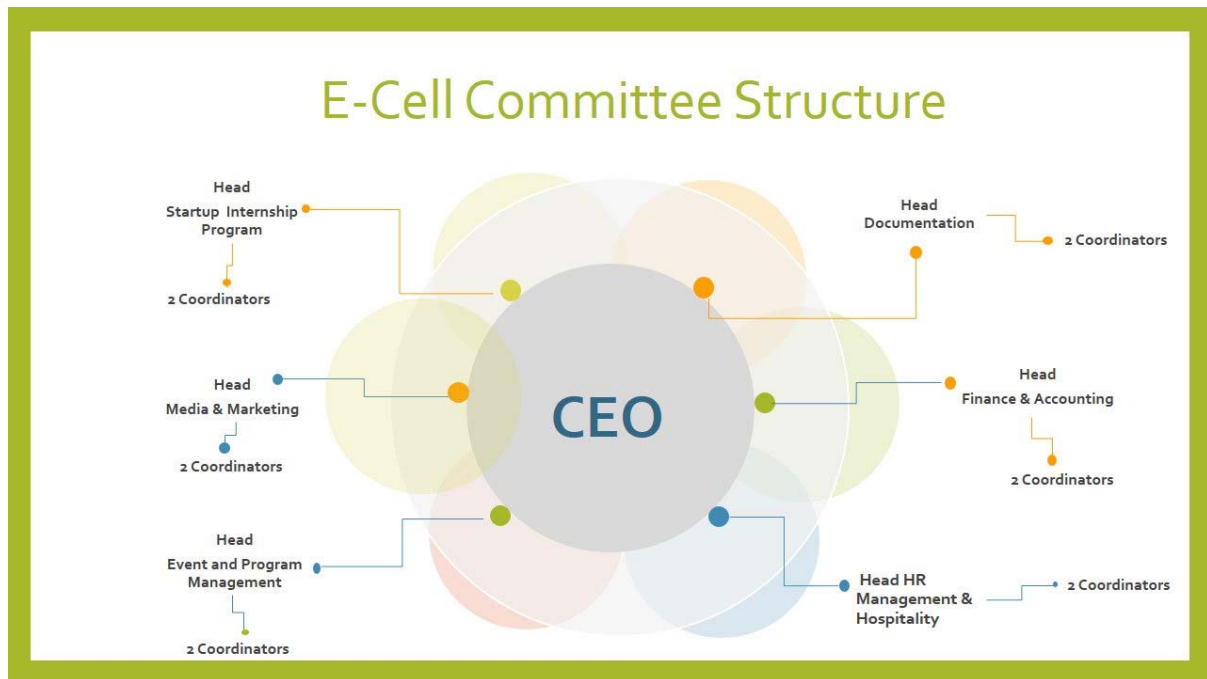 E-Cell Committee Structure
Head
Startup Internship
Program
2 Coordinators
Head
Media & Marketing
2 Coordinators
Head
Event and Program
Management
2 Coordinators
CEO
Head
Documentation
2 Coordinators
Head
Finance & Accounting
2 Coordinators
Head HR
Management &
Hospitality
2 Coordinators